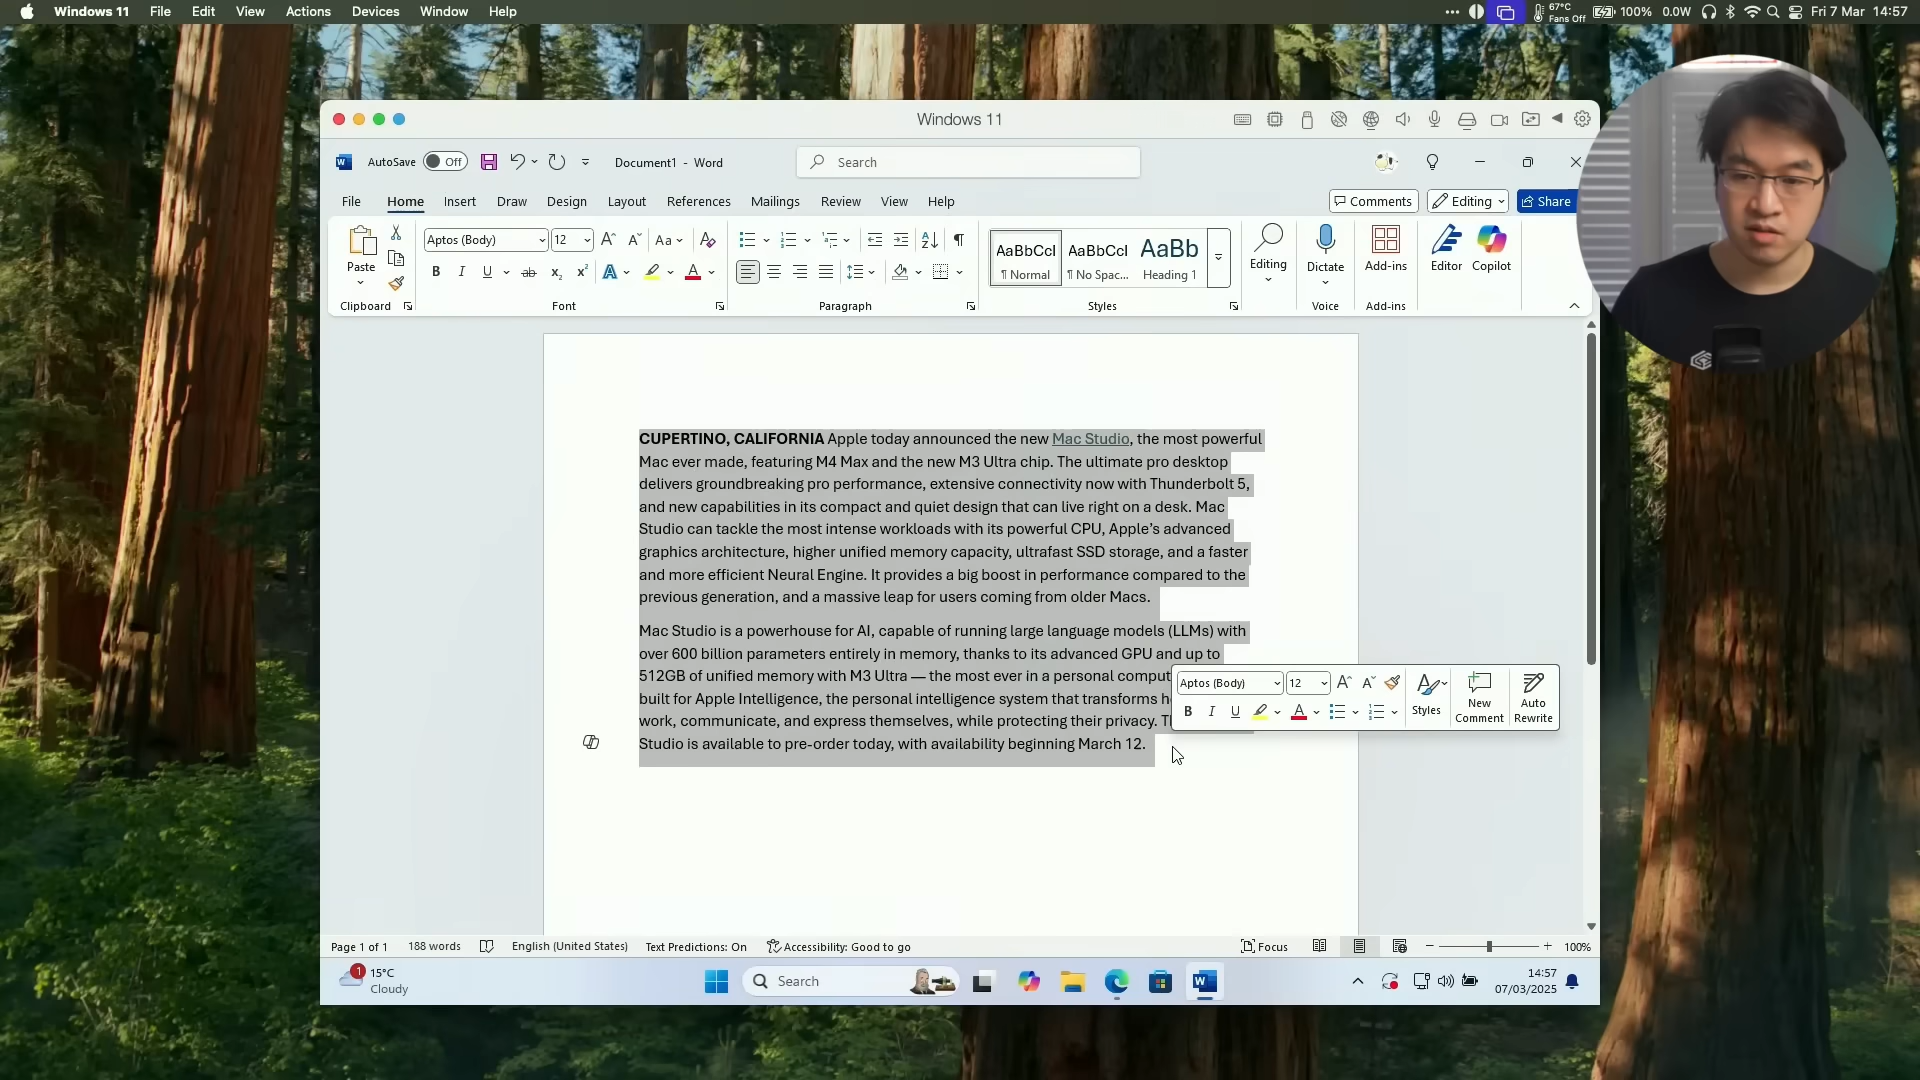 Windows 11 File Edit View Actions Devices Window Help
67°C Fans Off 100% 0.0W Fri 7 Mar 14:57
Windows 11
AutoSave Off Document1 - Word Search
File Home Insert Draw Design Layout References Mailings Review View Help Comments Editing Share
Paste Aptos (Body) 12 Aa AaBbCcI AaBbCcI AaBb
¶ Normal ¶ No Spac... Heading 1 Editing Dictate Add-ins Editor Copilot
Clipboard Font Paragraph Styles Voice Add-ins
CUPERTINO, CALIFORNIA Apple today announced the new Mac Studio, the most powerful
Mac ever made, featuring M4 Max and the new M3 Ultra chip. The ultimate pro desktop
delivers groundbreaking pro performance, extensive connectivity now with Thunderbolt 5,
and new capabilities in its compact and quiet design that can live right on a desk. Mac
Studio can tackle the most intense workloads with its powerful CPU, Apple’s advanced
graphics architecture, higher unified memory capacity, ultrafast SSD storage, and a faster
and more efficient Neural Engine. It provides a big boost in performance compared to the
previous generation, and a massive leap for users coming from older Macs.
Mac Studio is a powerhouse for AI, capable of running large language models (LLMs) with
over 600 billion parameters entirely in memory, thanks to its advanced GPU and up to
512GB of unified memory with M3 Ultra — the most ever in a personal
built for Apple Intelligence, the personal intelligence system that transforms
work, communicate, and express themselves, while protecting their privacy.
Studio is available to pre-order today, with availability beginning March 12.
Aptos (Body) 12
B I U Styles New Comment Auto Rewrite
Page 1 of 1 188 words English (United States) Text Predictions: On Accessibility: Good to go Focus 100%
1 15°C Cloudy Search 14:57 07/03/2025